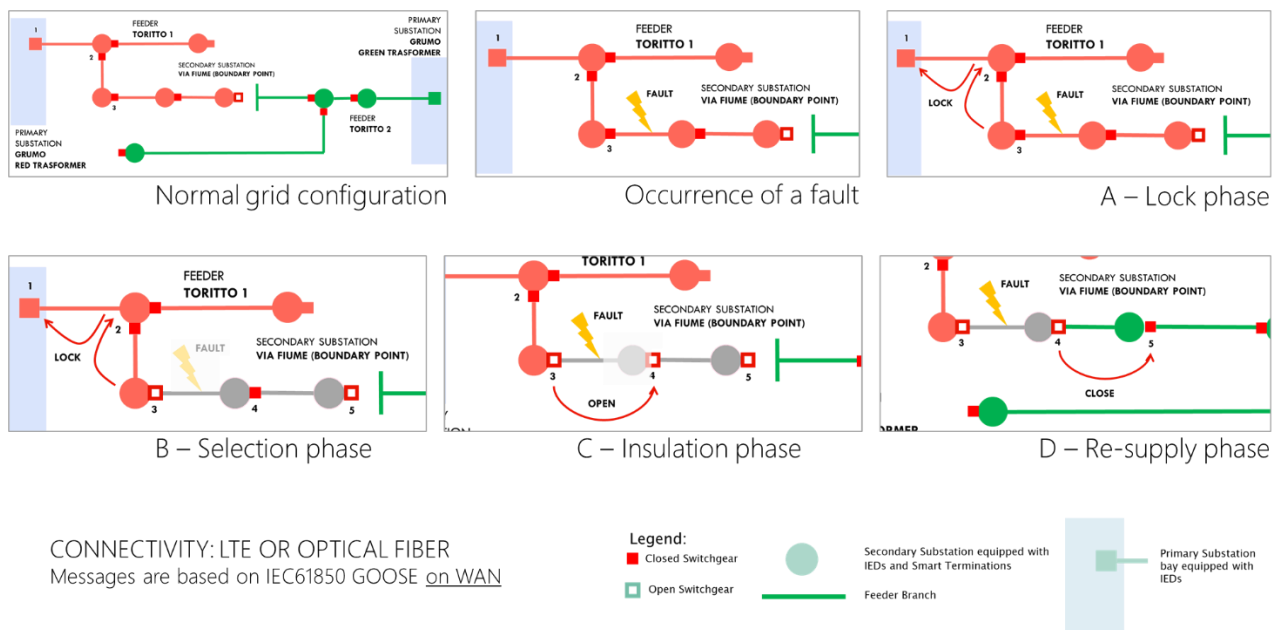 1
FEEDER
TORITTO 1
2
SECONDARY SUBSTATION
VIA FIUME (BOUNDARY POINT)
3
PRIMARY
SUBSTATION
GRUMO
GREEN TRASFORMER
FEEDER
TORITTO 2
PRIMARY
SUBSTATION
GRUMO
RED TRASFORMER
Normal grid configuration
1
FEEDER
TORITTO 1
2
SECONDARY SUBSTATION
VIA FIUME (BOUNDARY POINT)
FAULT
3
Occurrence of a fault
1
FEEDER
TORITTO 1
2
LOCK
SECONDARY SUBSTATION
VIA FIUME (BOUNDARY POINT)
FAULT
3
A – Lock phase
1
FEEDER
TORITTO 1
2
LOCK
FAULT
SECONDARY SUBSTATION
VIA FIUME (BOUNDARY POINT)
3
4
5
B – Selection phase
TORITTO 1
2
SECONDARY SUBSTATION
VIA FIUME (BOUNDARY POINT)
FAULT
3
4
5
OPEN
C – Insulation phase
2
SECONDARY SUBSTATION
VIA FIUME (BOUNDARY POINT)
FAULT
3
4
5
CLOSE
D – Re-supply phase
CONNECTIVITY: LTE OR OPTICAL FIBER
Messages are based on IEC61850 GOOSE on WAN
Legend:
Closed Switchgear
Open Switchgear
Secondary Substation equipped with
IEDs and Smart Terminations
Feeder Branch
Primary Substation
bay equipped with
IEDs